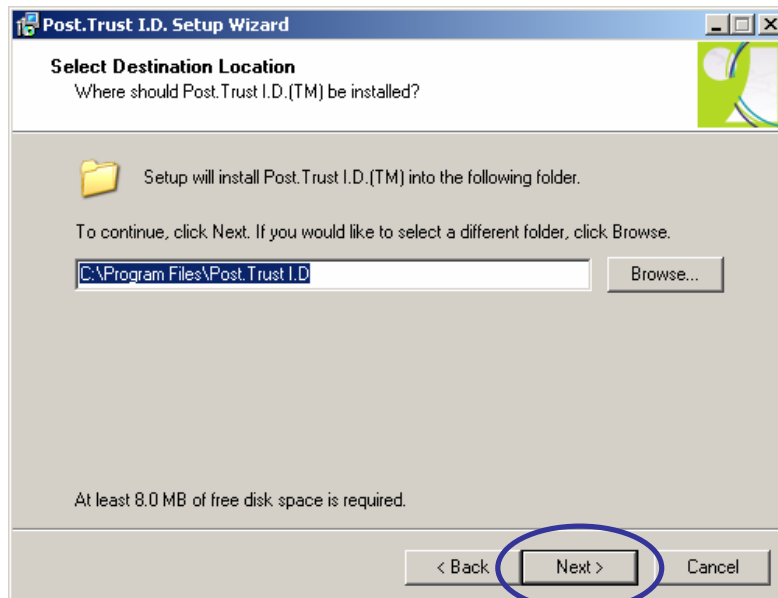 Post.Trust I.D. Setup Wizard
Select Destination Location
Where should Post.Trust I.D.(TM) be installed?
Setup will install Post.Trust I.D.(TM) into the following folder.
To continue, click Next. If you would like to select a different folder, click Browse.
C:\Program Files\Post.Trust I.D
Browse...
At least 8.0 MB of free disk space is required.
< Back
Next >
Cancel